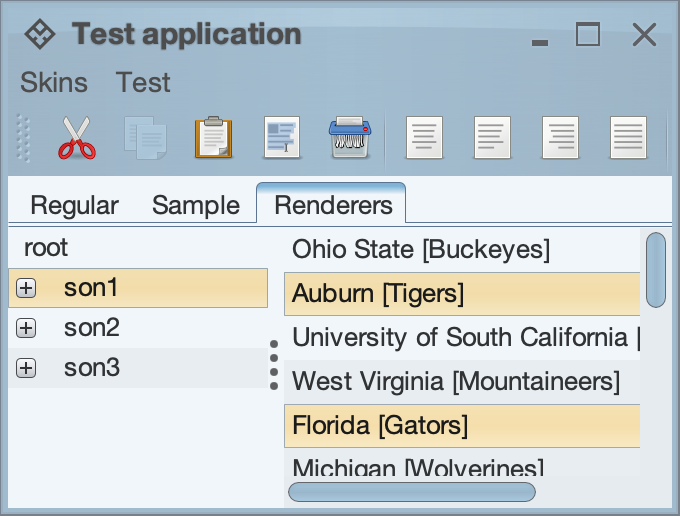 Test application
Skins Test
Regular Sample Renderers
root
son1
son2
son3
Ohio State [Buckeyes]
Auburn [Tigers]
University of South California [
West Virginia [Mountaineers]
Florida [Gators]
Michigan [Wolverines]